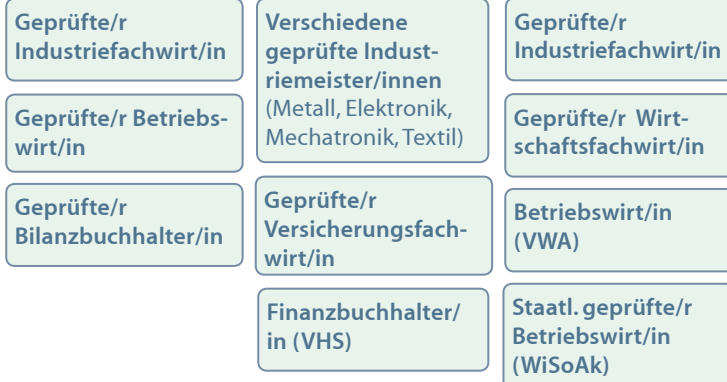 Geprüfte/r
Industriefachwirt/in
Geprüfte/r Betriebs-
wirt/in
Geprüfte/r
Bilanzbuchhalter/in
Verschiedene
geprüfte Indust-
riemeister/innen
(Metall, Elektronik,
Mechatronik, Textil)
Geprüfte/r
Versicherungsfach-
wirt/in
Finanzbuchhalter/
in (VHS)
Geprüfte/r
Industriefachwirt/in
Geprüfte/r Wirt-
schaftsfachwirt/in
Betriebswirt/in
(VWA)
Staatl. geprüfte/r
Betriebswirt/in
(WiSoAk)